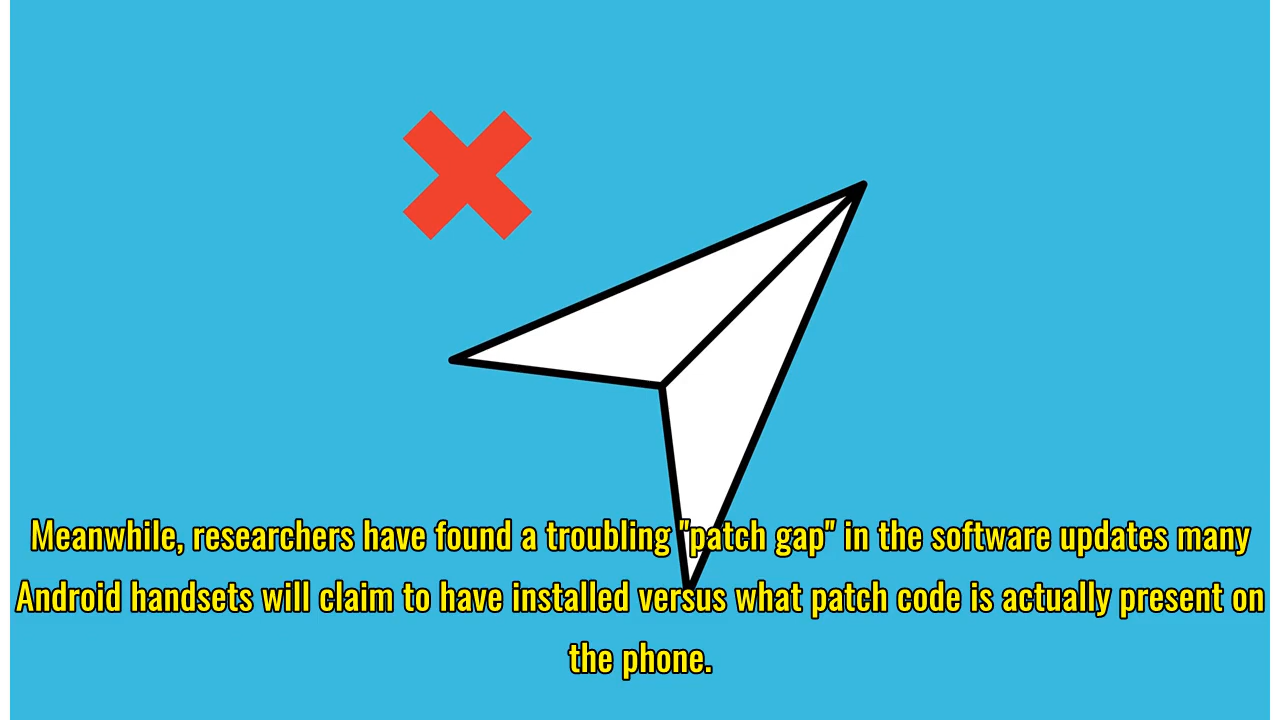 Meanwhile, researchers have found a troubling "patch gap" in the software updates many
Android handsets will claim to have installed versus what patch code is actually present on
the phone.